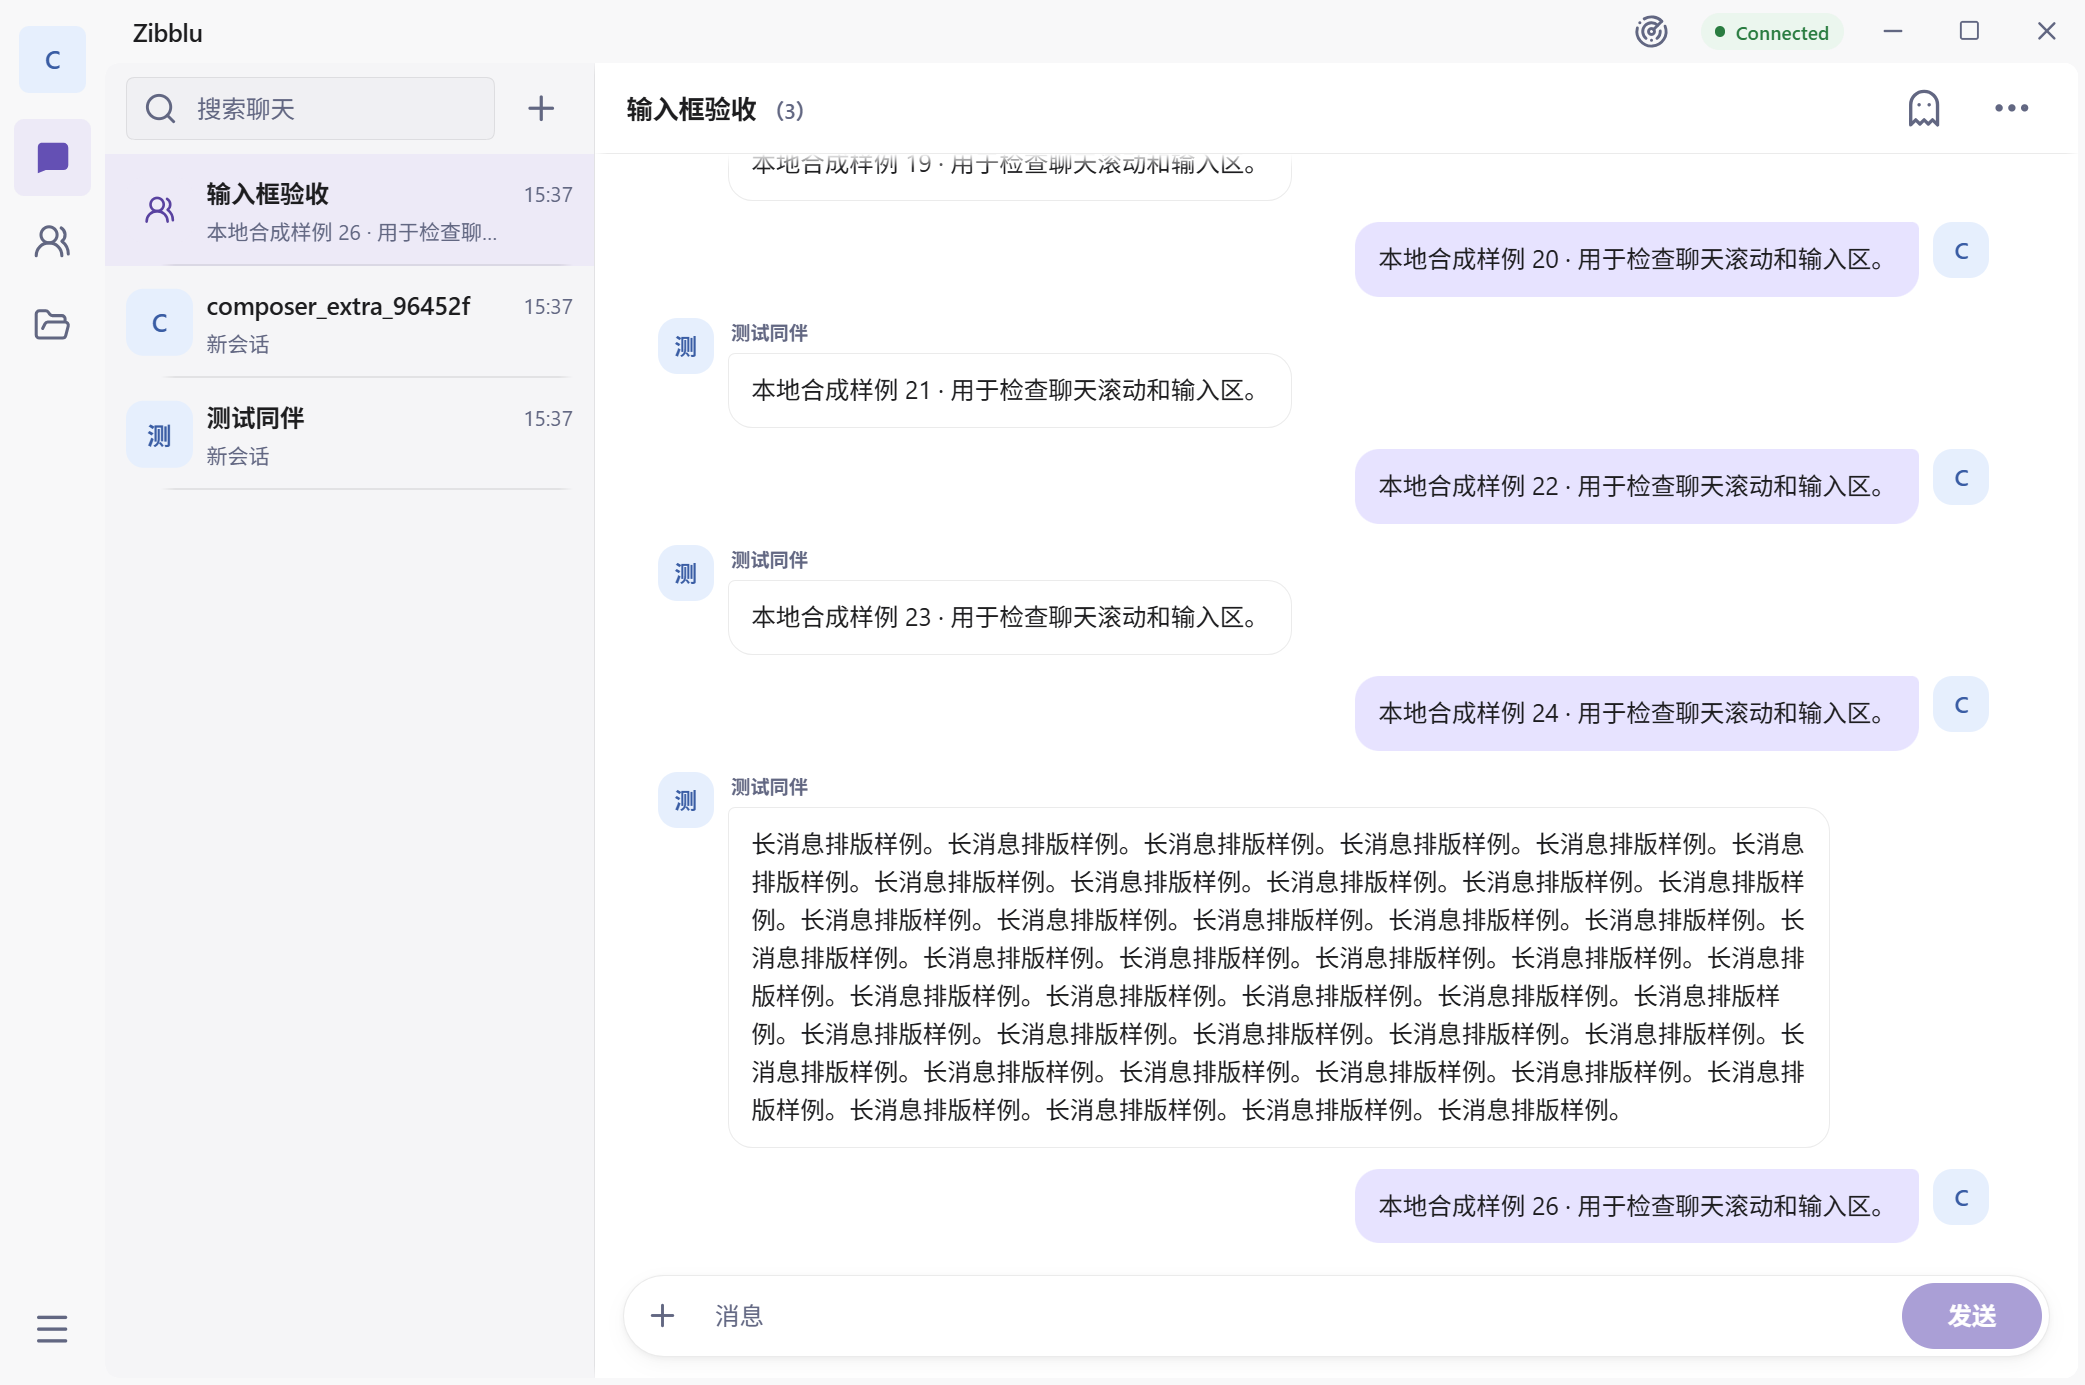 Zibblu
Connected
C
搜索聊天
输入框验收
15:37
本地合成样例 26 · 用于检查聊...
C
composer_extra_96452f
15:37
新会话
测
测试同伴
15:37
新会话
输入框验收 (3)
本地合成样例 19 · 用于检查聊天滚动和输入区。
本地合成样例 20 · 用于检查聊天滚动和输入区。
C
测
测试同伴
本地合成样例 21 · 用于检查聊天滚动和输入区。
本地合成样例 22 · 用于检查聊天滚动和输入区。
C
测
测试同伴
本地合成样例 23 · 用于检查聊天滚动和输入区。
本地合成样例 24 · 用于检查聊天滚动和输入区。
C
测
测试同伴
长消息排版样例。长消息排版样例。长消息排版样例。长消息排版样例。长消息排版样例。长消息
排版样例。长消息排版样例。长消息排版样例。长消息排版样例。长消息排版样例。长消息排版样
例。长消息排版样例。长消息排版样例。长消息排版样例。长消息排版样例。长消息排版样例。长
消息排版样例。长消息排版样例。长消息排版样例。长消息排版样例。长消息排版样例。长消息排
版样例。长消息排版样例。长消息排版样例。长消息排版样例。长消息排版样例。长消息排版样
例。长消息排版样例。长消息排版样例。长消息排版样例。长消息排版样例。长消息排版样例。长
消息排版样例。长消息排版样例。长消息排版样例。长消息排版样例。长消息排版样例。长消息排
版样例。长消息排版样例。长消息排版样例。长消息排版样例。长消息排版样例。
本地合成样例 26 · 用于检查聊天滚动和输入区。
C
消息
发送